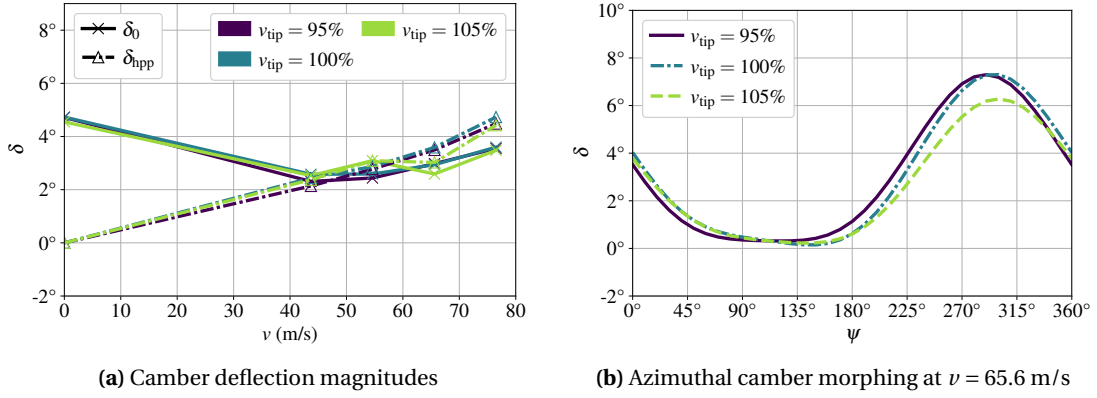 8°
6°
4°
2°
0°
-2°
δ
δ₀
δhpp
vtip = 95%
vtip = 100%
vtip = 105%
0 10 20 30 40 50 60 70 80
v (m/s)
(a) Camber deflection magnitudes
10°
8°
6°
4°
2°
0°
-2°
δ
vtip = 95%
vtip = 100%
vtip = 105%
0° 45° 90° 135° 180° 225° 270° 315° 360°
ψ
(b) Azimuthal camber morphing at v = 65.6 m/s